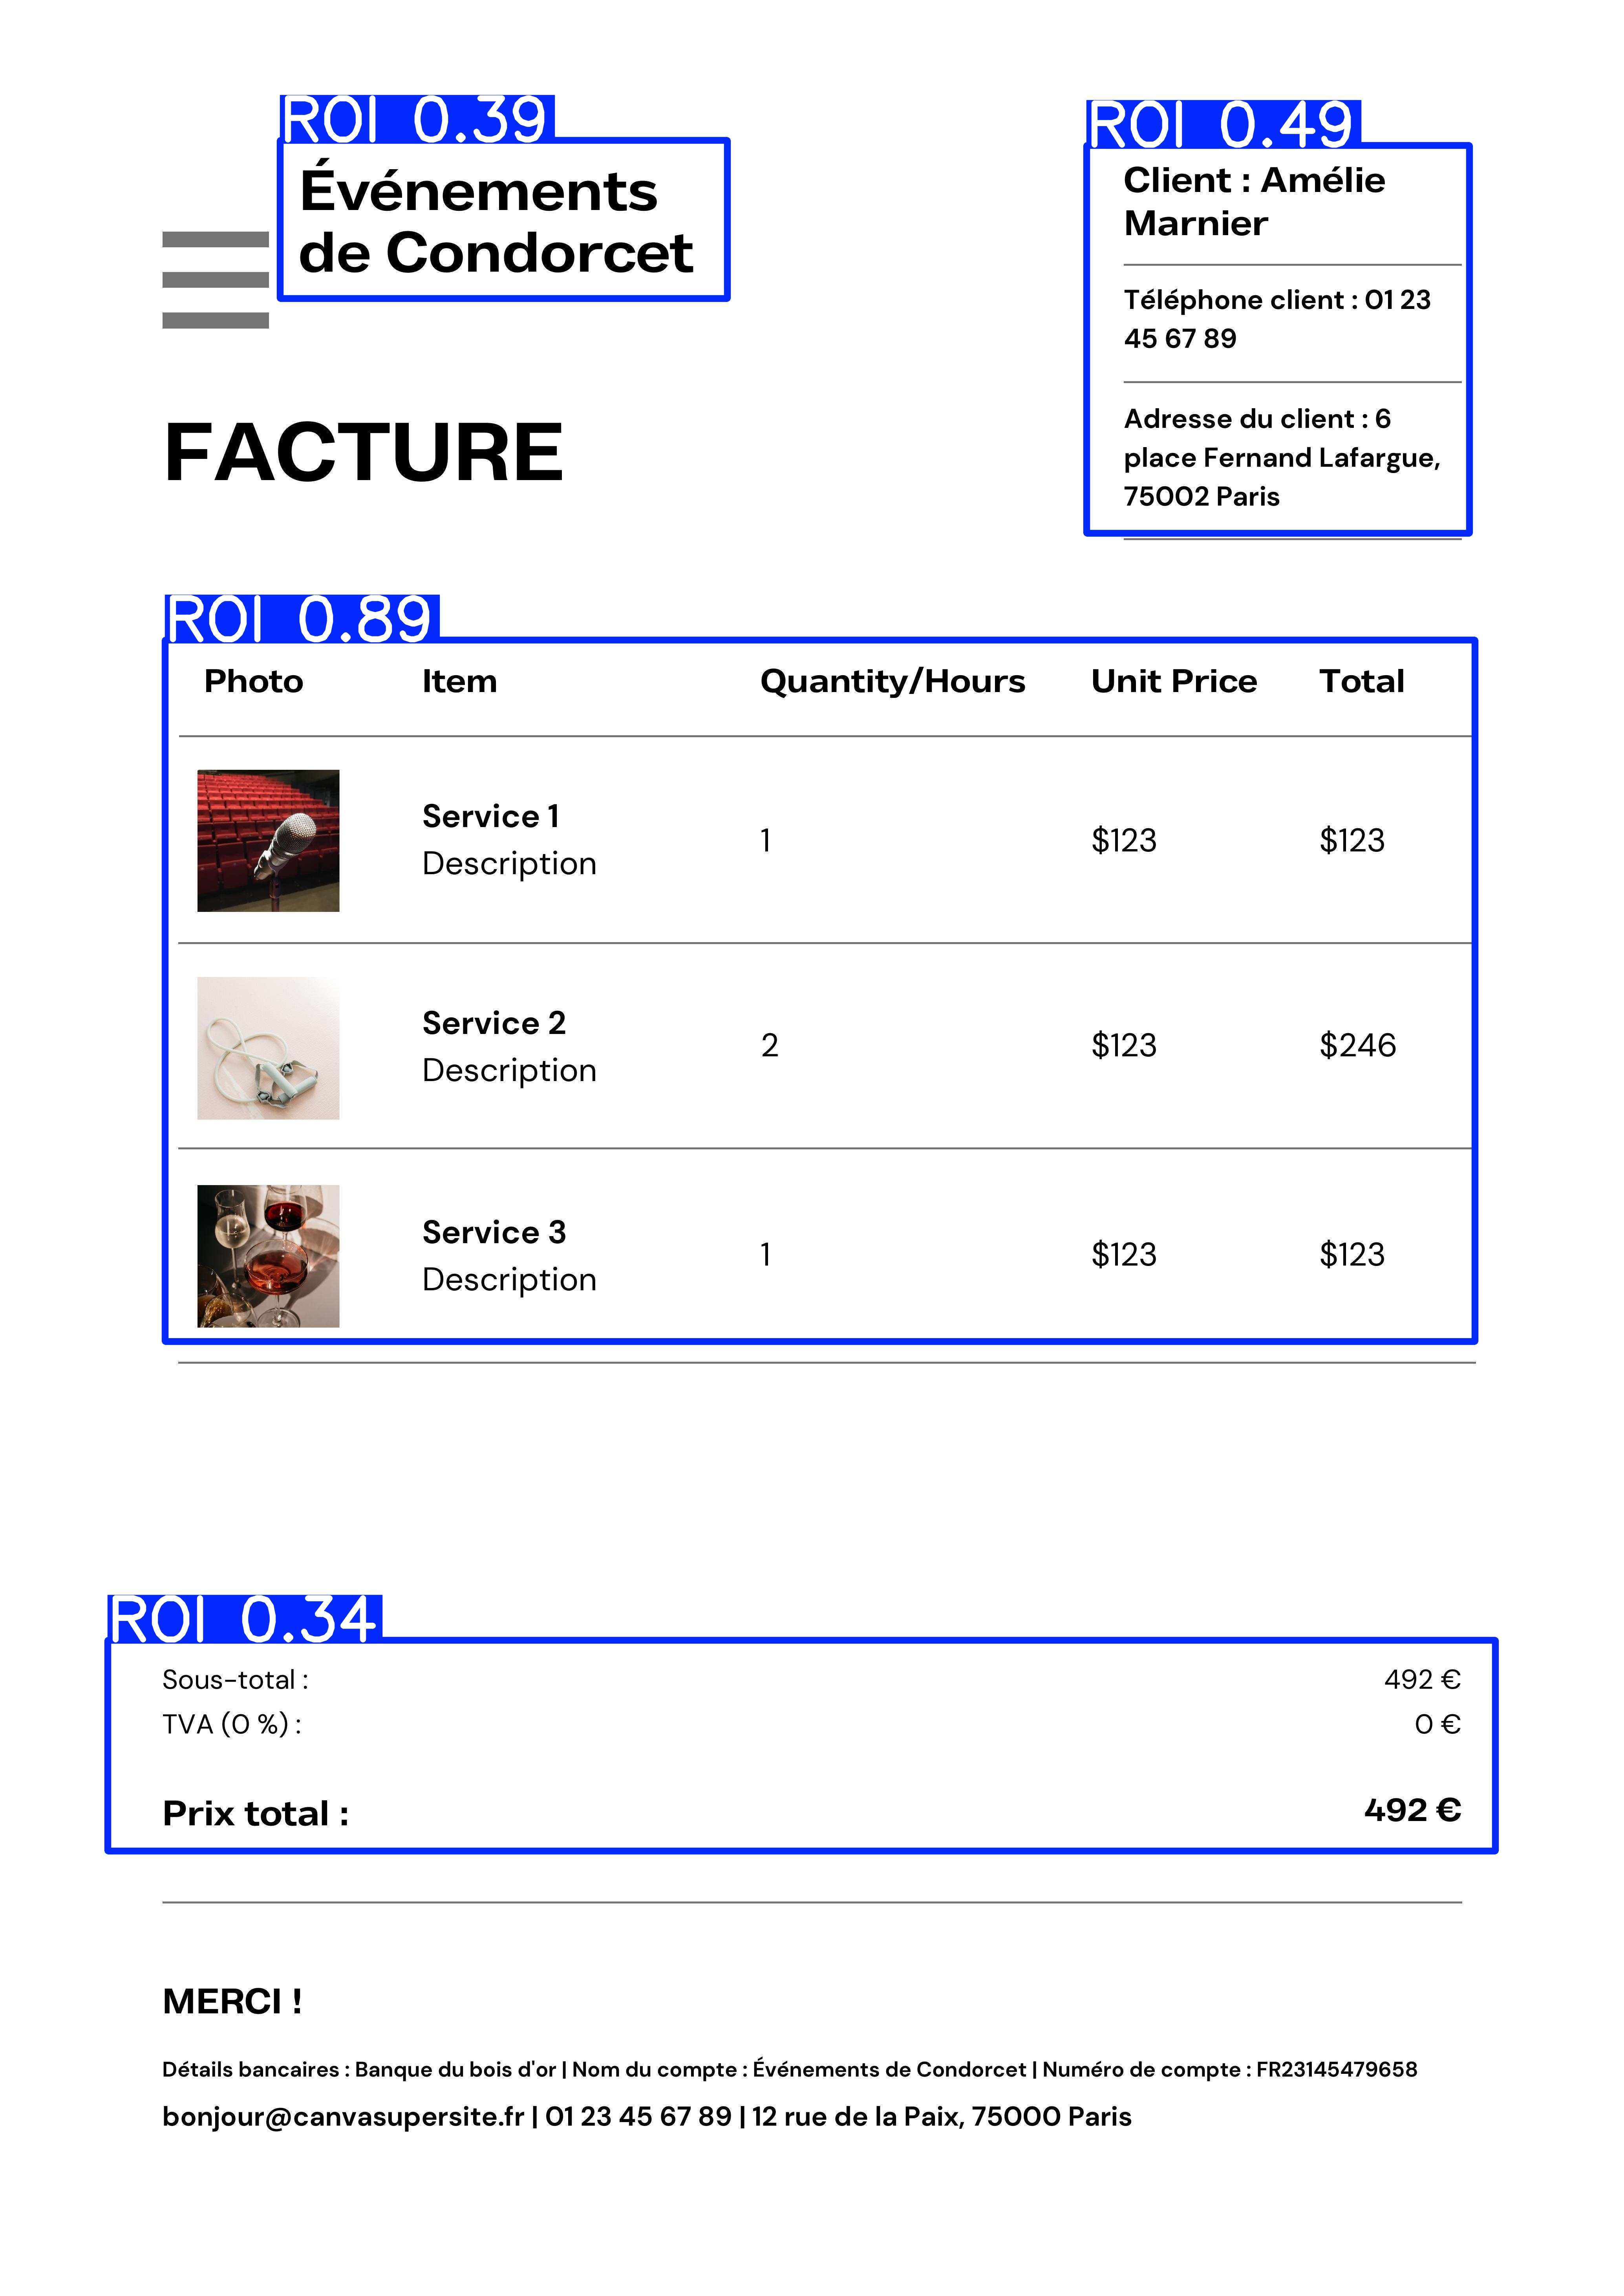 ROI 0.39
Événements
de Condorcet
ROI 0.49
Client : Amélie
Marnier
Téléphone client : 01 23
45 67 89
Adresse du client : 6
place Fernand Lafargue,
75002 Paris
FACTURE
ROI 0.89
Photo Item Quantity/Hours Unit Price Total
Service 1
Description
1 $123 $123
Service 2
Description
2 $123 $246
Service 3
Description
1 $123 $123
ROI 0.34
Sous-total : 492 €
TVA (0 %) : 0 €
Prix total : 492 €
MERCI !
Détails bancaires : Banque du bois d'or | Nom du compte : Événements de Condorcet | Numéro de compte : FR23145479658
bonjour@canvasupersite.fr | 01 23 45 67 89 | 12 rue de la Paix, 75000 Paris